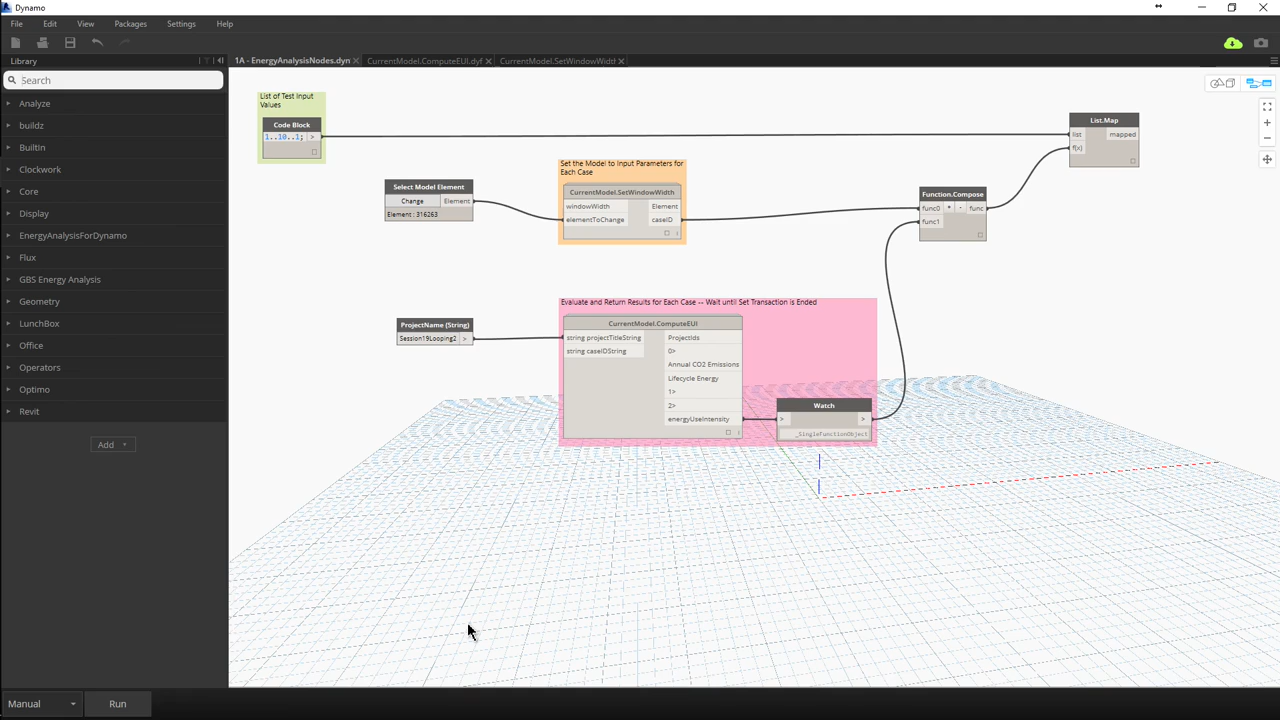 Dynamo
File Edit View Packages Settings Help
Library
1A - EnergyAnalysisNodes.dyn
CurrentModel.ComputeEUI.dyf
CurrentModel.SetWindowWidth
Search
Analyze
buildz
Builtin
Clockwork
Core
Display
EnergyAnalysisForDynamo
Flux
GBS Energy Analysis
Geometry
LunchBox
Office
Operators
Optimo
Revit
Add
List of Test Input
Values
Code Block
1..10..1; >
Select Model Element
Change Element
Element : 316263
Set the Model to Input Parameters for
Each Case
CurrentModel.SetWindowWidth
windowWidth Element
elementToChange caseID
List.Map
list mapped
f(x)
Function.Compose
func0 + - func
func1
ProjectName (String)
Session19Looping2 >
Evaluate and Return Results for Each Case -- Wait until Set Transaction is Ended
CurrentModel.ComputeEUI
string projectTitleString ProjectIds
string caseIDString 0>
Annual CO2 Emissions
Lifecycle Energy
1>
2>
energyUseIntensity
Watch
> >
_SingleFunctionObject
Manual Run